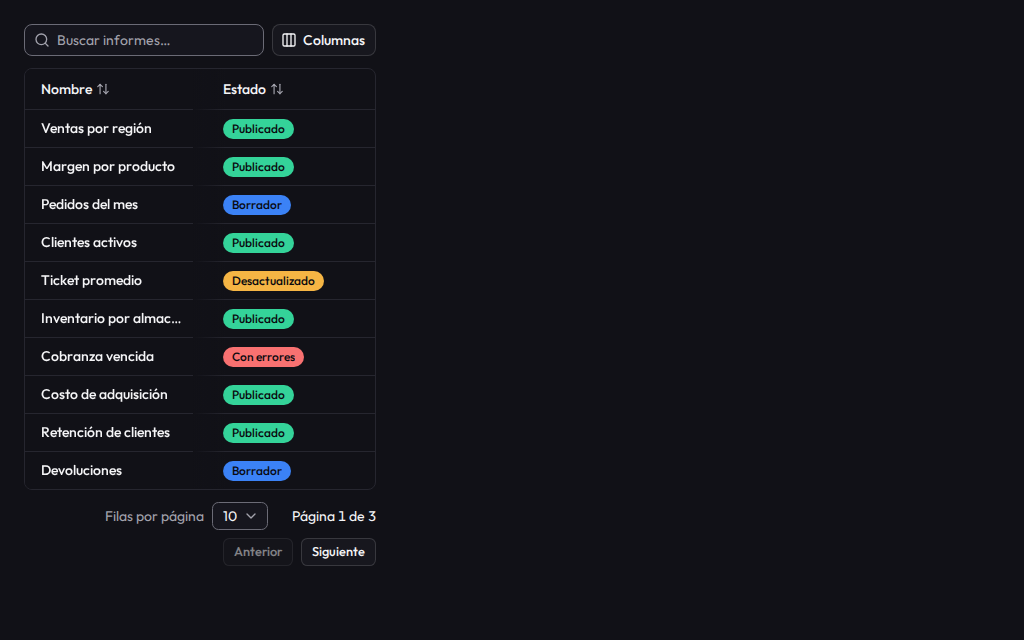 Buscar informes...
Columnas
Nombre Estado
Ventas por región Publicado
Margen por producto Publicado
Pedidos del mes Borrador
Clientes activos Publicado
Ticket promedio Desactualizado
Inventario por almac... Publicado
Cobranza vencida Con errores
Costo de adquisición Publicado
Retención de clientes Publicado
Devoluciones Borrador
Filas por página 10 Página 1 de 3
Anterior Siguiente